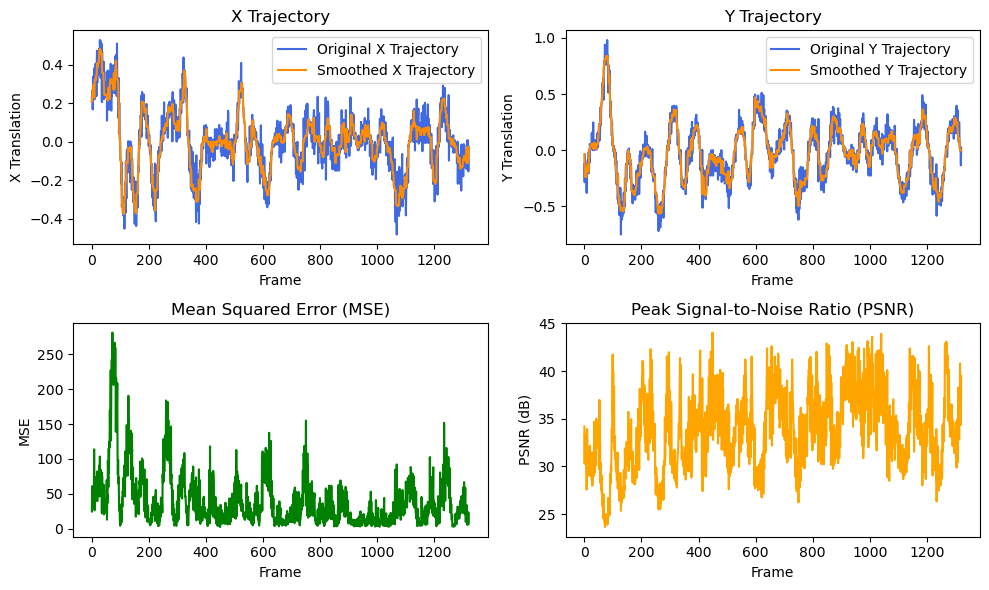 X Trajectory
Original X Trajectory
Smoothed X Trajectory
X Translation
0.4
0.2
0.0
−0.2
−0.4
0 200 400 600 800 1000 1200
Frame
Y Trajectory
Original Y Trajectory
Smoothed Y Trajectory
Y Translation
1.0
0.5
0.0
−0.5
0 200 400 600 800 1000 1200
Frame
Mean Squared Error (MSE)
MSE
250
200
150
100
50
0
0 200 400 600 800 1000 1200
Frame
Peak Signal-to-Noise Ratio (PSNR)
PSNR (dB)
45
40
35
30
25
0 200 400 600 800 1000 1200
Frame